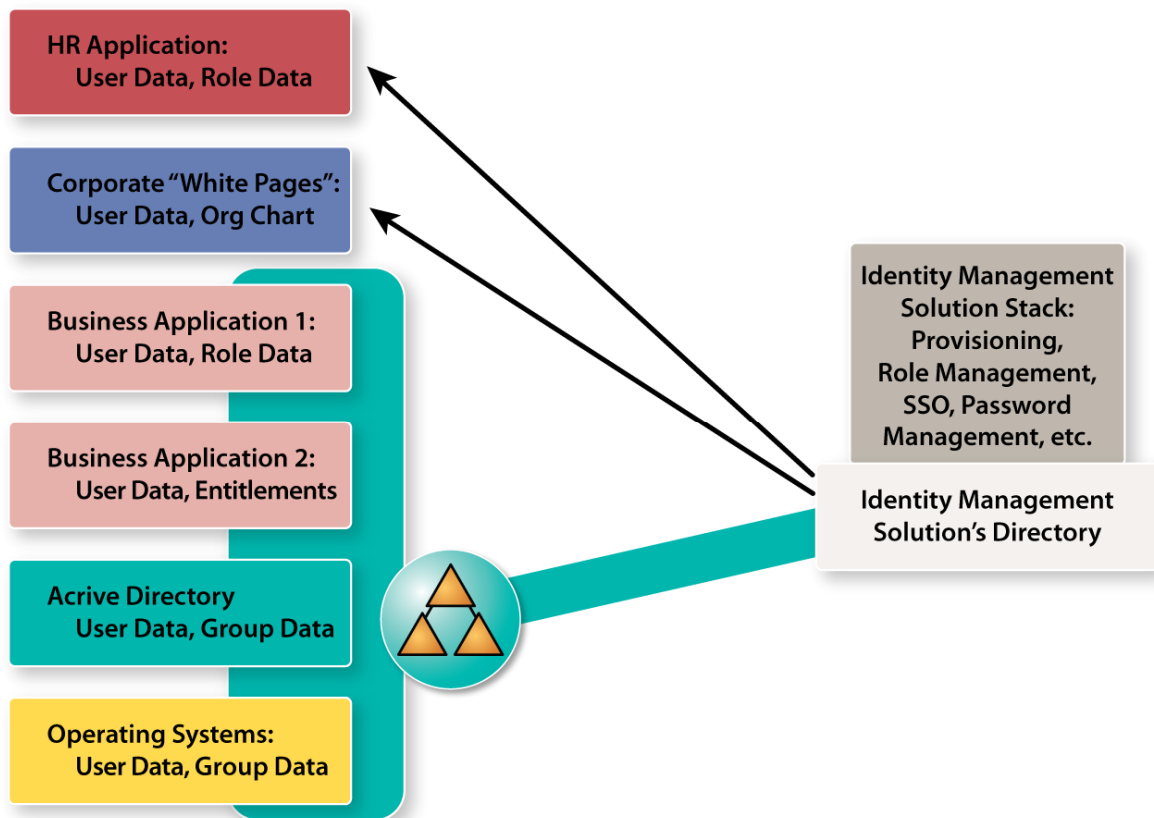 HR Application:
User Data, Role Data
Corporate “White Pages”:
User Data, Org Chart
Business Application 1:
User Data, Role Data
Business Application 2:
User Data, Entitlements
Acrive Directory
User Data, Group Data
Operating Systems:
User Data, Group Data
Identity Management
Solution Stack:
Provisioning,
Role Management,
SSO, Password
Management, etc.
Identity Management
Solution’s Directory